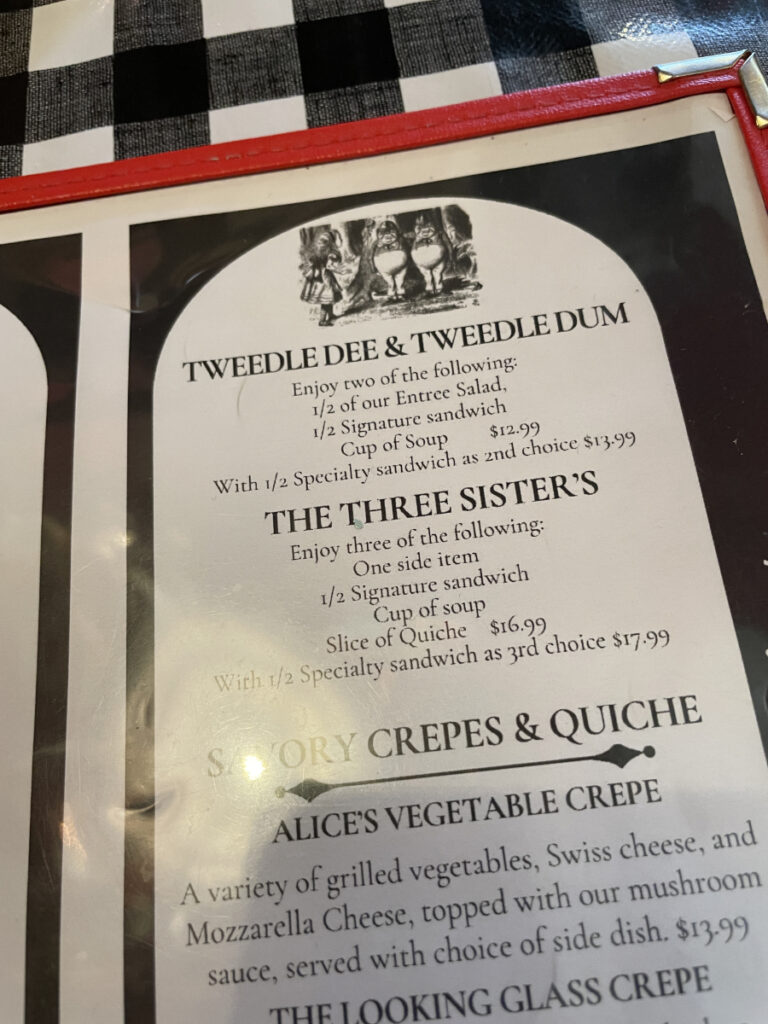 TWEEDLE DEE & TWEEDLE DUM
Enjoy two of the following:
1/2 of our Entree Salad,
1/2 Signature sandwich
Cup of Soup $12.99
With 1/2 Specialty sandwich as 2nd choice $13.99
THE THREE SISTER'S
Enjoy three of the following:
One side item
1/2 Signature sandwich
Cup of soup
Slice of Quiche $16.99
With 1/2 Specialty sandwich as 3rd choice $17.99
SAVORY CREPES & QUICHE
ALICE'S VEGETABLE CREPE
A variety of grilled vegetables, Swiss cheese, and
Mozzarella Cheese, topped with our mushroom
sauce, served with choice of side dish. $13.99
THE LOOKING GLASS CREPE